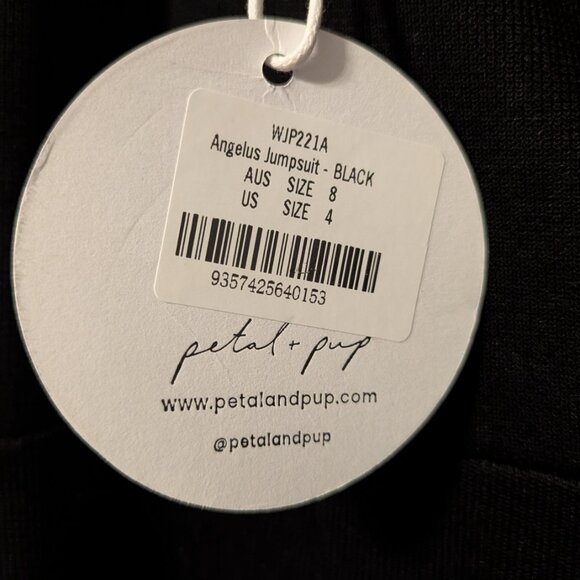 WJP221A
Angelus Jumpsuit - BLACK
AUS SIZE 8
US SIZE 4
9357425640153
petal + pup
www.petalandpup.com
@petalandpup